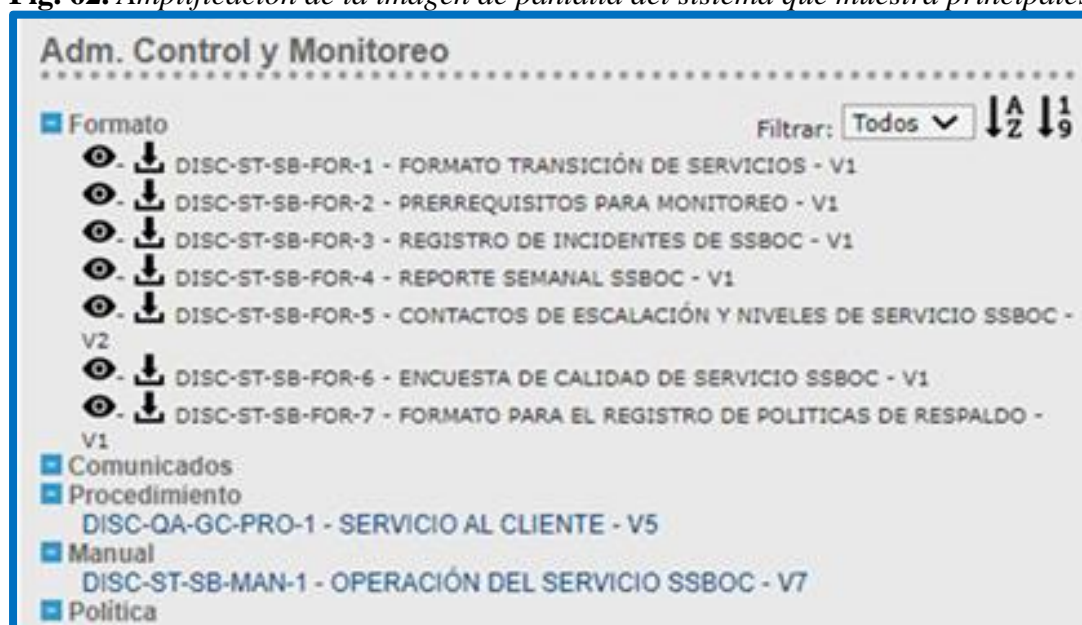 Fig. 62. Amplificación de la imagen de pantalla del sistema que muestra principales
Adm. Control y Monitoreo
Formato
Filtrar: Todos
DISC-ST-SB-FOR-1 - FORMATO TRANSICIÓN DE SERVICIOS - V1
DISC-ST-SB-FOR-2 - PRERREQUISITOS PARA MONITOREO - V1
DISC-ST-SB-FOR-3 - REGISTRO DE INCIDENTES DE SSBOC - V1
DISC-ST-SB-FOR-4 - REPORTE SEMANAL SSBOC - V1
DISC-ST-SB-FOR-5 - CONTACTOS DE ESCALACIÓN Y NIVELES DE SERVICIO SSBOC -
V2
DISC-ST-SB-FOR-6 - ENCUESTA DE CALIDAD DE SERVICIO SSBOC - V1
DISC-ST-SB-FOR-7 - FORMATO PARA EL REGISTRO DE POLITICAS DE RESPALDO -
V1
Comunicados
Procedimiento
DISC-QA-GC-PRO-1 - SERVICIO AL CLIENTE - V5
Manual
DISC-ST-SB-MAN-1 - OPERACIÓN DEL SERVICIO SSBOC - V7
Política